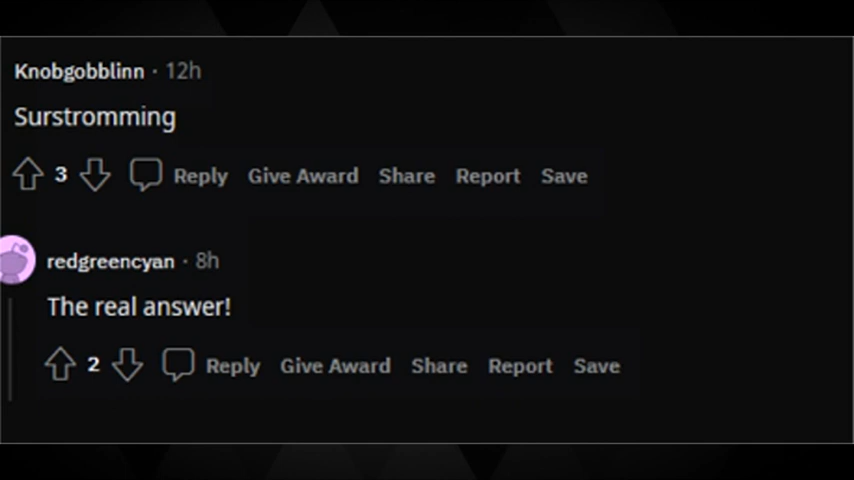 Knobgobblinn · 12h
Surstromming
3 Reply Give Award Share Report Save
redgreencyan · 8h
The real answer!
2 Reply Give Award Share Report Save